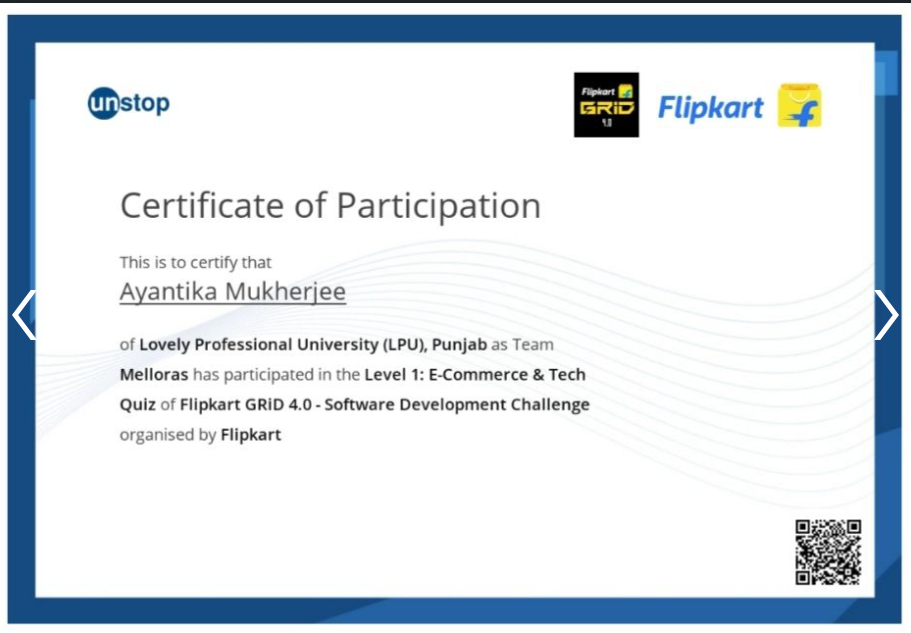 unstop
Flipkart
GRiD
4.0
Flipkart
Certificate of Participation
This is to certify that
Ayantika Mukherjee
of Lovely Professional University (LPU), Punjab as Team
Melloras has participated in the Level 1: E-Commerce & Tech
Quiz of Flipkart GRiD 4.0 - Software Development Challenge
organised by Flipkart